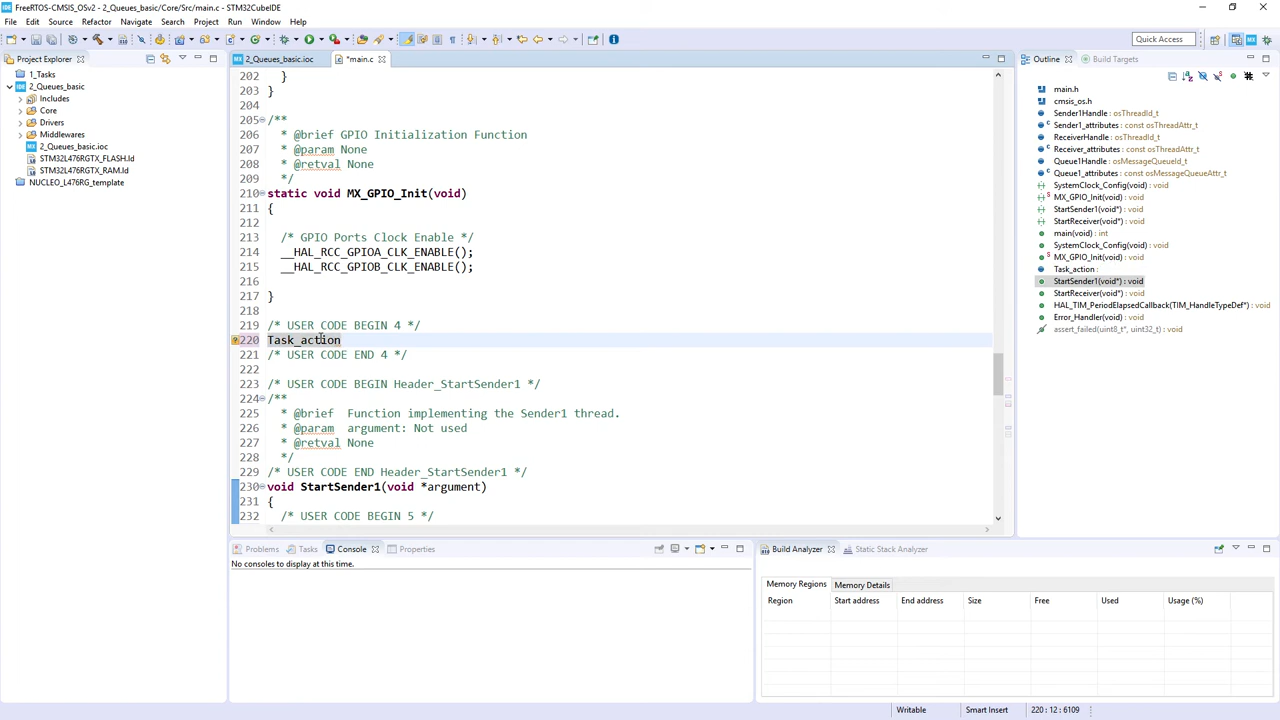 FreeRTOS-CMSIS_OSv2 - 2_Queues_basic/Core/Src/main.c - STM32CubeIDE
File Edit Source Refactor Navigate Search Project Run Window Help
Quick Access
Project Explorer
1_Tasks
2_Queues_basic
Includes
Core
Drivers
Middlewares
2_Queues_basic.ioc
STM32L476RGTX_FLASH.ld
STM32L476RGTX_RAM.ld
NUCLEO_L476RG_template
2_Queues_basic.ioc
*main.c
202 }
203 }
204
205 /**
206 * @brief GPIO Initialization Function
207 * @param None
208 * @retval None
209 */
210 static void MX_GPIO_Init(void)
211 {
212
213 /* GPIO Ports Clock Enable */
214 __HAL_RCC_GPIOA_CLK_ENABLE();
215 __HAL_RCC_GPIOB_CLK_ENABLE();
216
217 }
218
219 /* USER CODE BEGIN 4 */
220 Task_action
221 /* USER CODE END 4 */
222
223 /* USER CODE BEGIN Header_StartSender1 */
224 /**
225 * @brief Function implementing the Sender1 thread.
226 * @param argument: Not used
227 * @retval None
228 */
229 /* USER CODE END Header_StartSender1 */
230 void StartSender1(void *argument)
231 {
232 /* USER CODE BEGIN 5 */
Outline
Build Targets
main.h
cmsis_os.h
Sender1Handle : osThreadId_t
Sender1_attributes : const osThreadAttr_t
ReceiverHandle : osThreadId_t
Receiver_attributes : const osThreadAttr_t
Queue1Handle : osMessageQueueId_t
Queue1_attributes : const osMessageQueueAttr_t
SystemClock_Config(void) : void
MX_GPIO_Init(void) : void
StartSender1(void*) : void
StartReceiver(void*) : void
main(void) : int
SystemClock_Config(void) : void
MX_GPIO_Init(void) : void
Task_action :
StartSender1(void*) : void
StartReceiver(void*) : void
HAL_TIM_PeriodElapsedCallback(TIM_HandleTypeDef*) : void
Error_Handler(void) : void
assert_failed(uint8_t*, uint32_t) : void
Problems Tasks Console Properties
No consoles to display at this time.
Build Analyzer Static Stack Analyzer
Memory Regions Memory Details
Region Start address End address Size Free Used Usage (%)
Writable Smart Insert 220 : 12 : 6109